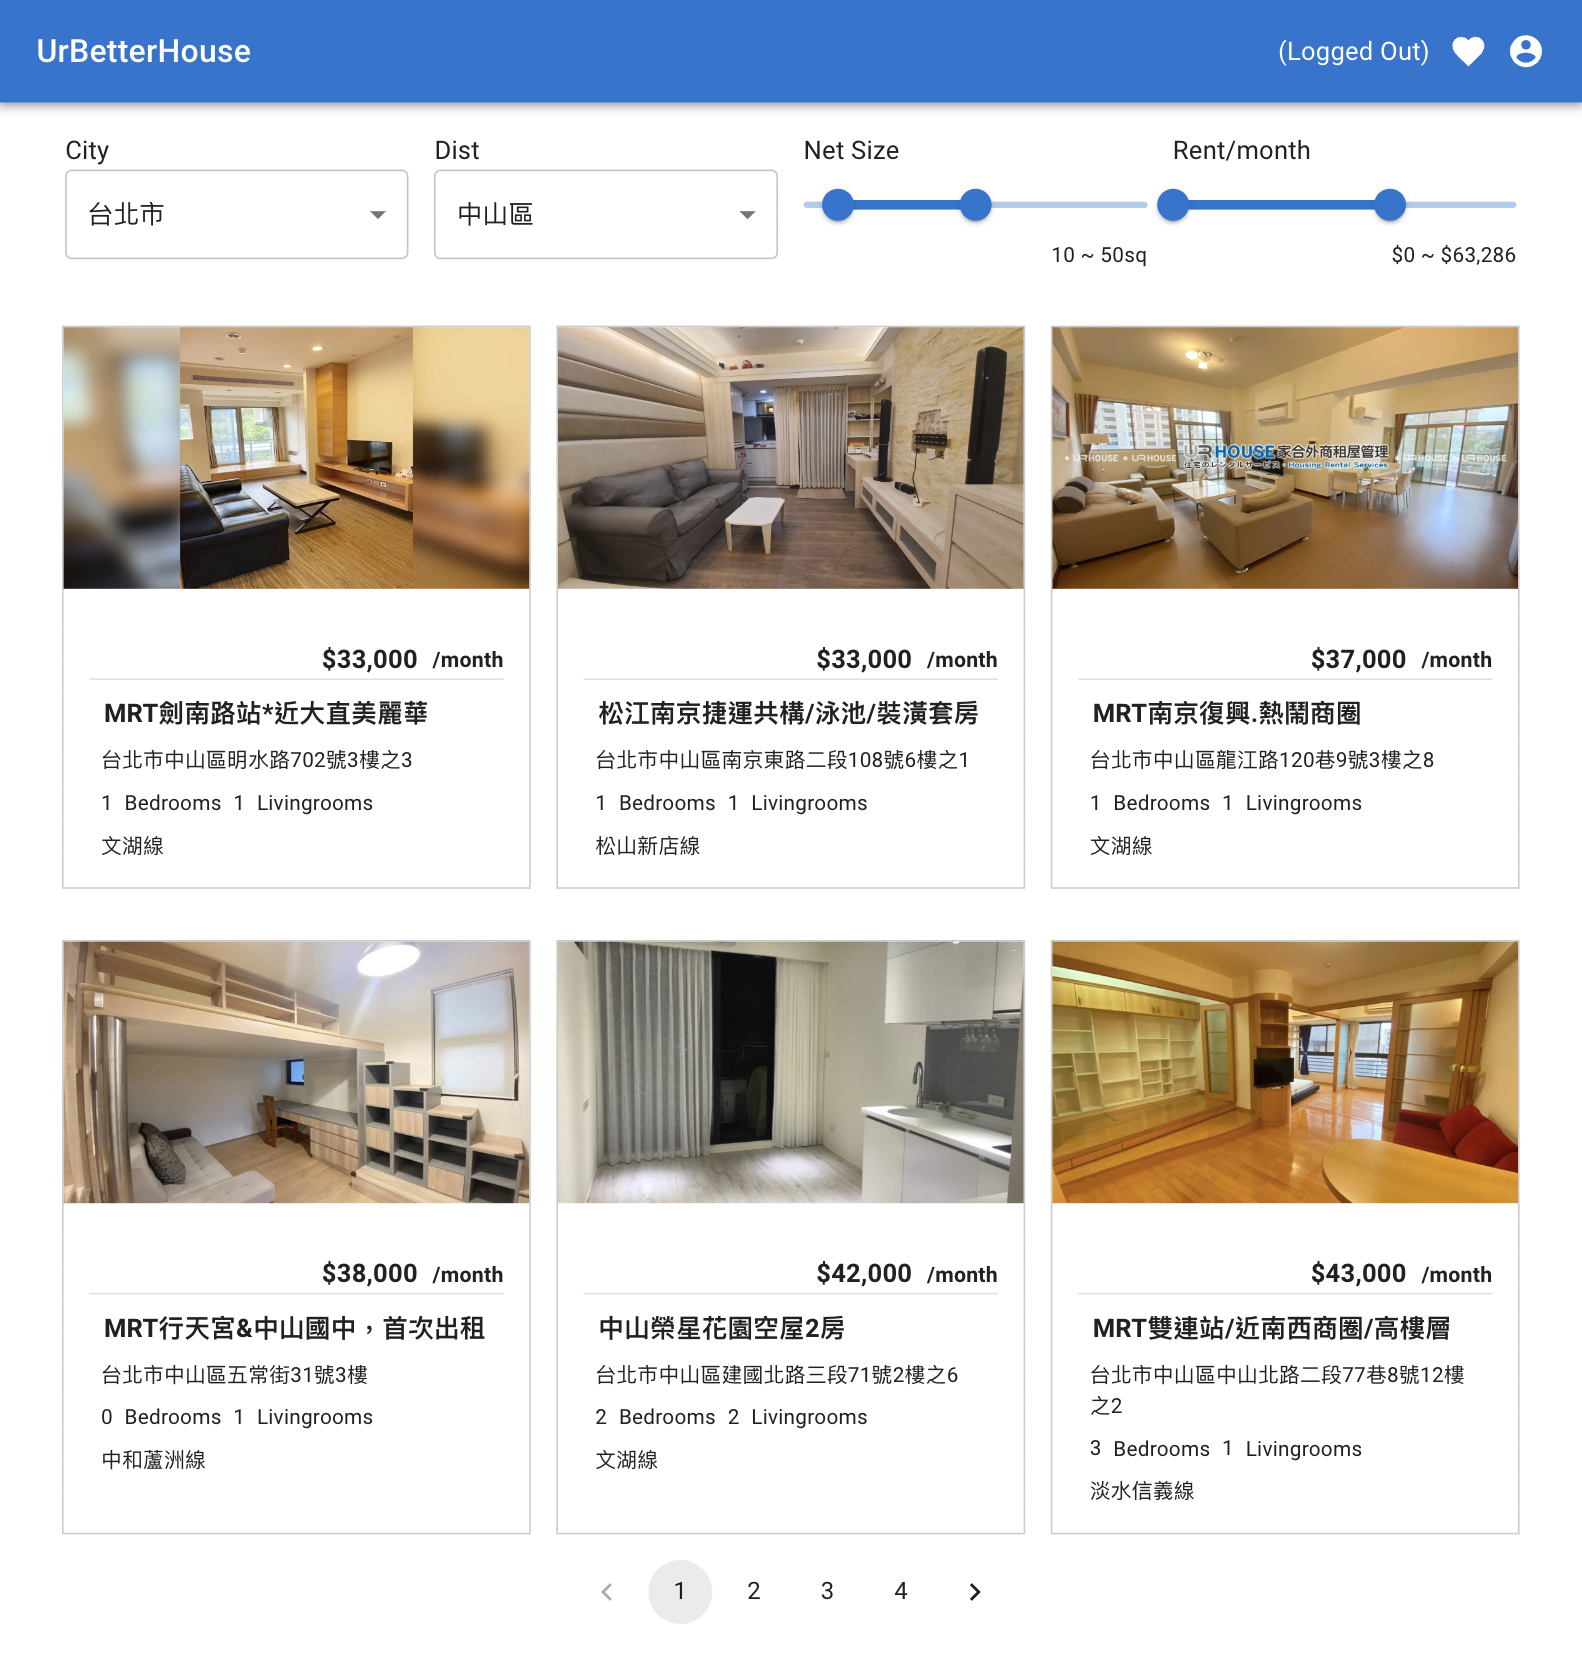 UrBetterHouse
(Logged Out)
City
Dist
Net Size
Rent/month
台北市
中山區
10 ~ 50sq
$0 ~ $63,286
URHOUSE 家合外商租屋管理
住宅のレンタルサービス・Housing Rental Services
URHOUSE URHOUSE URHOUSE URHOUSE
$33,000 /month
MRT劍南路站*近大直美麗華
台北市中山區明水路702號3樓之3
1 Bedrooms 1 Livingrooms
文湖線
$33,000 /month
松江南京捷運共構/泳池/裝潢套房
台北市中山區南京東路二段108號6樓之1
1 Bedrooms 1 Livingrooms
松山新店線
$37,000 /month
MRT南京復興.熱鬧商圈
台北市中山區龍江路120巷9號3樓之8
1 Bedrooms 1 Livingrooms
文湖線
$38,000 /month
MRT行天宮&中山國中，首次出租
台北市中山區五常街31號3樓
0 Bedrooms 1 Livingrooms
中和蘆洲線
$42,000 /month
中山榮星花園空屋2房
台北市中山區建國北路三段71號2樓之6
2 Bedrooms 2 Livingrooms
文湖線
$43,000 /month
MRT雙連站/近南西商圈/高樓層
台北市中山區中山北路二段77巷8號12樓
之2
3 Bedrooms 1 Livingrooms
淡水信義線
1 2 3 4